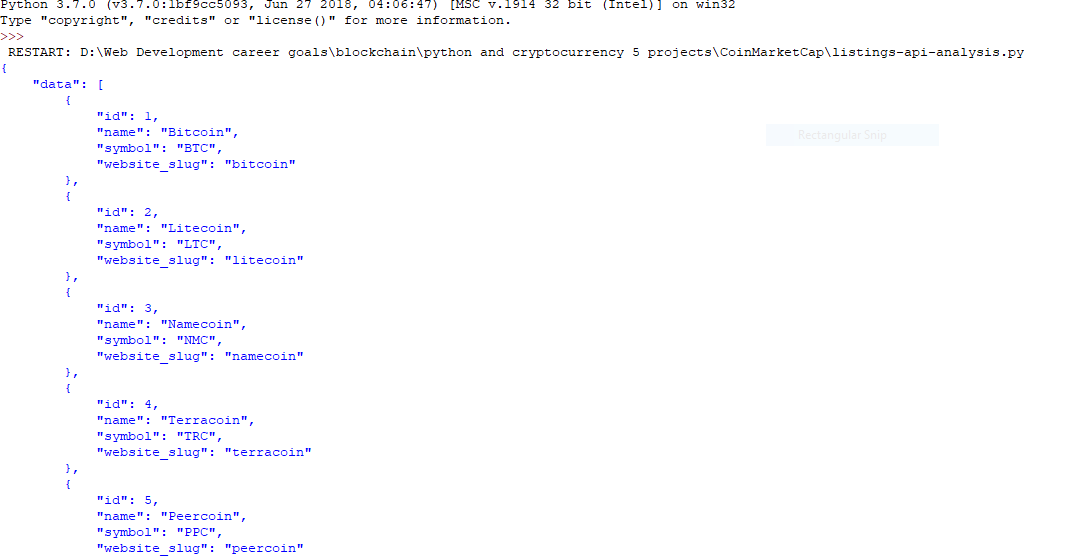 Python 3.7.0 (v3.7.0:1bf9cc5093, Jun 27 2018, 04:06:47) [MSC v.1914 32 bit (Intel)] on win32
Type "copyright", "credits" or "license()" for more information.
>>>
RESTART: D:\Web Development career goals\blockchain\python and cryptocurrency 5 projects\CoinMarketCap\listings-api-analysis.py
{
    "data": [
        {
            "id": 1,
            "name": "Bitcoin",
Rectangular Snip
            "symbol": "BTC",
            "website_slug": "bitcoin"
        },
        {
            "id": 2,
            "name": "Litecoin",
            "symbol": "LTC",
            "website_slug": "litecoin"
        },
        {
            "id": 3,
            "name": "Namecoin",
            "symbol": "NMC",
            "website_slug": "namecoin"
        },
        {
            "id": 4,
            "name": "Terracoin",
            "symbol": "TRC",
            "website_slug": "terracoin"
        },
        {
            "id": 5,
            "name": "Peercoin",
            "symbol": "PPC",
            "website_slug": "peercoin"